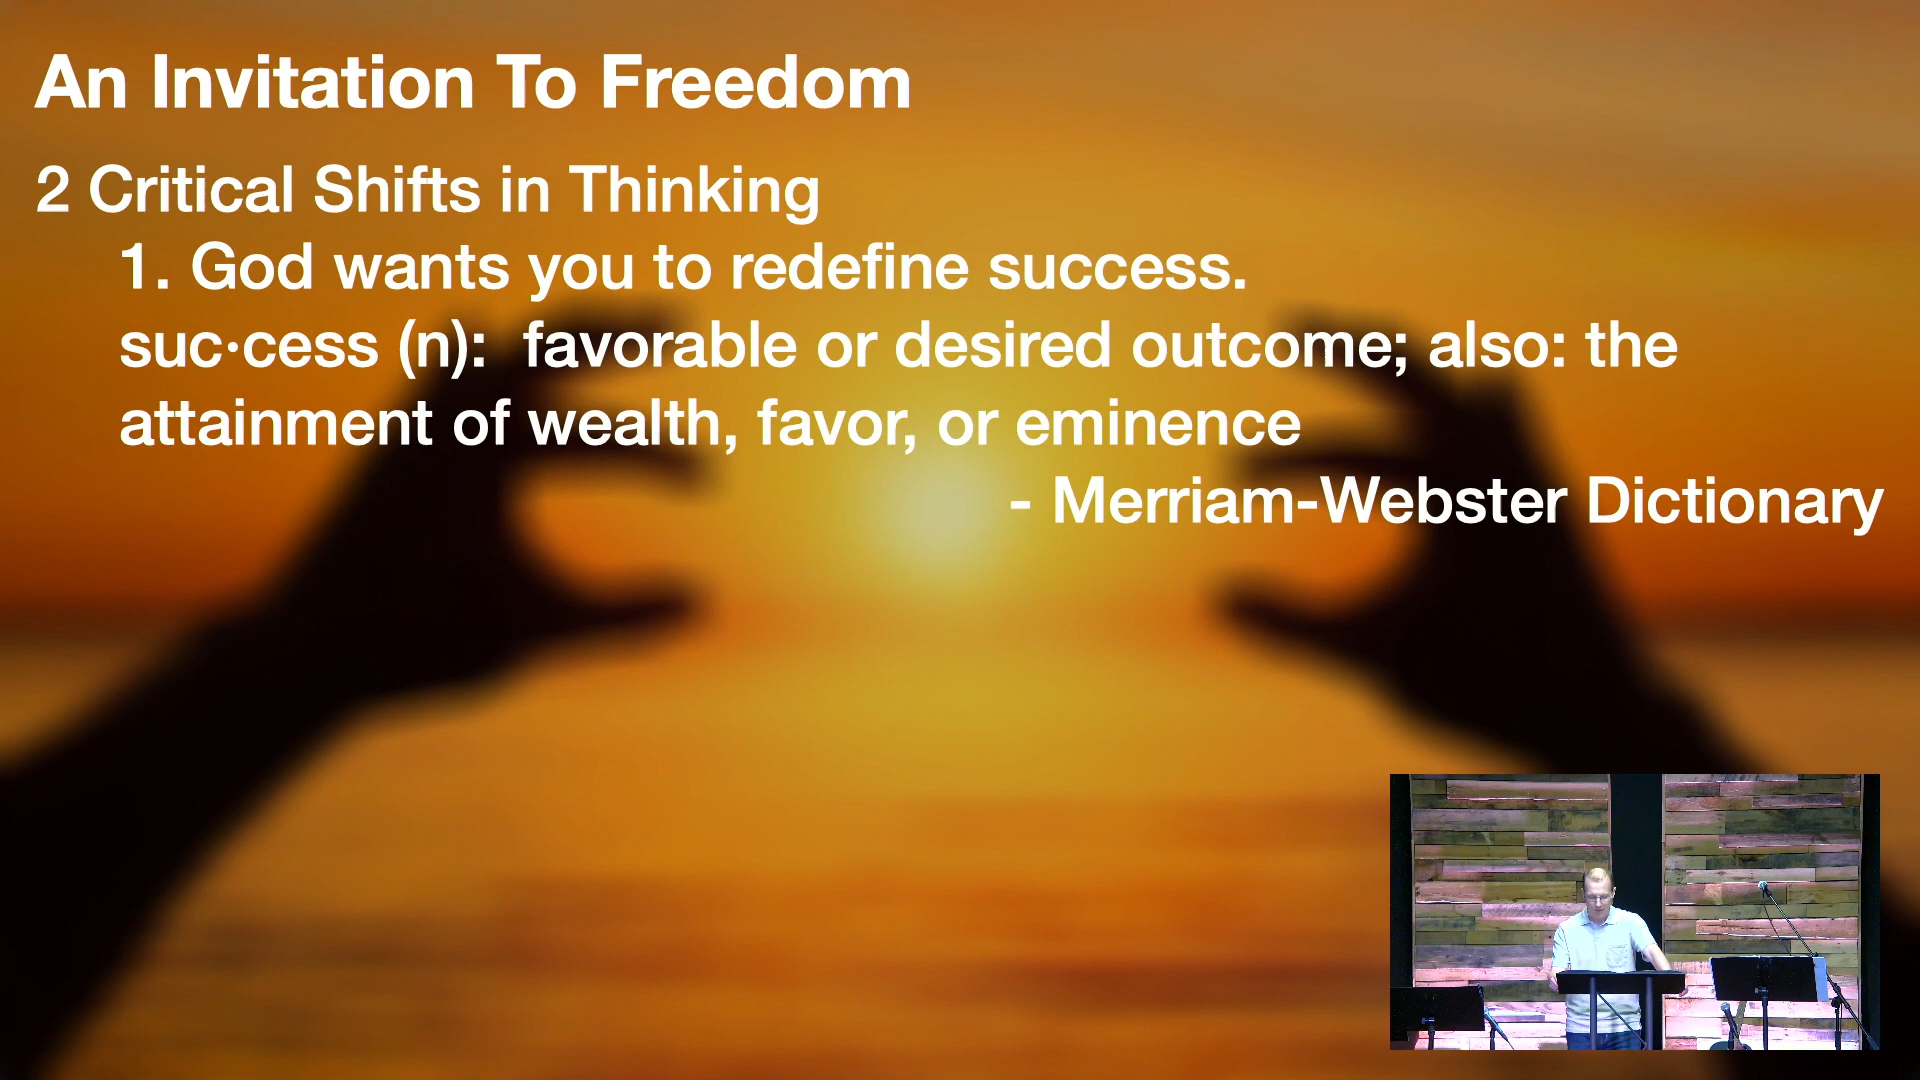 An Invitation To Freedom
2 Critical Shifts in Thinking
1. God wants you to redefine success.
suc·cess (n):  favorable or desired outcome; also: the
attainment of wealth, favor, or eminence
- Merriam-Webster Dictionary